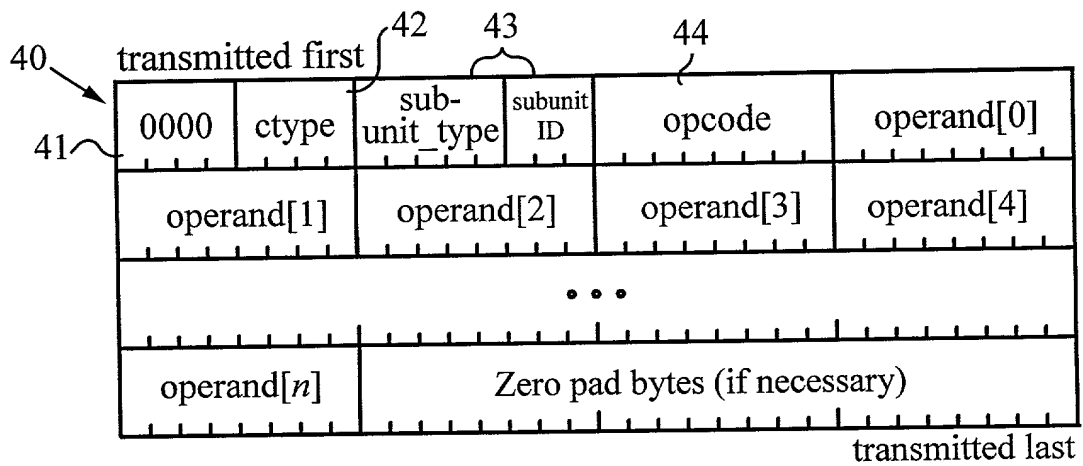 40
transmitted first
42
43
44
41
0000
ctype
sub-
unit_type
subunit
ID
opcode
operand[0]
operand[1]
operand[2]
operand[3]
operand[4]
• • •
operand[n]
Zero pad bytes (if necessary)
transmitted last